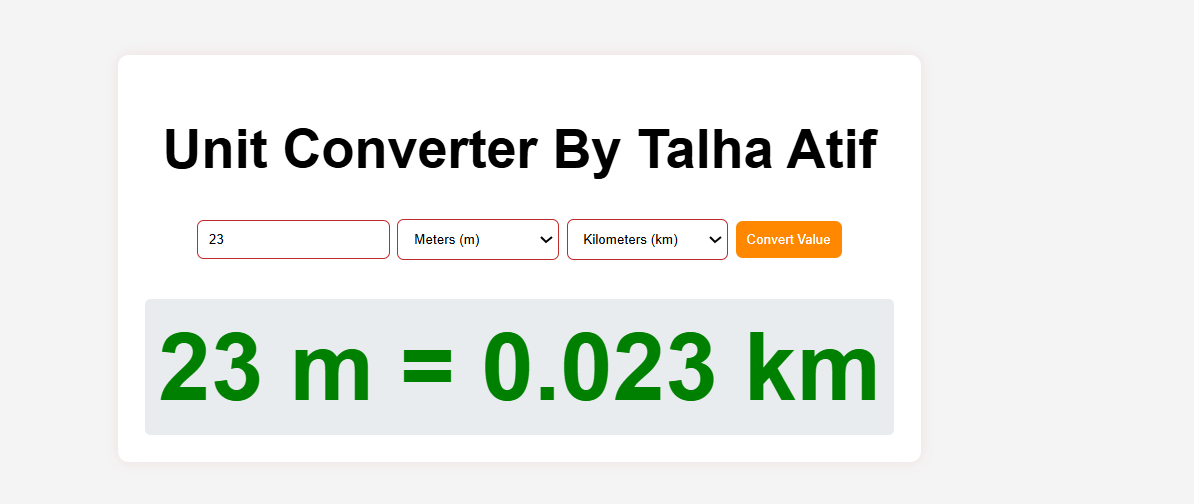 Unit Converter By Talha Atif
23 Meters (m) Kilometers (km) Convert Value
23 m = 0.023 km